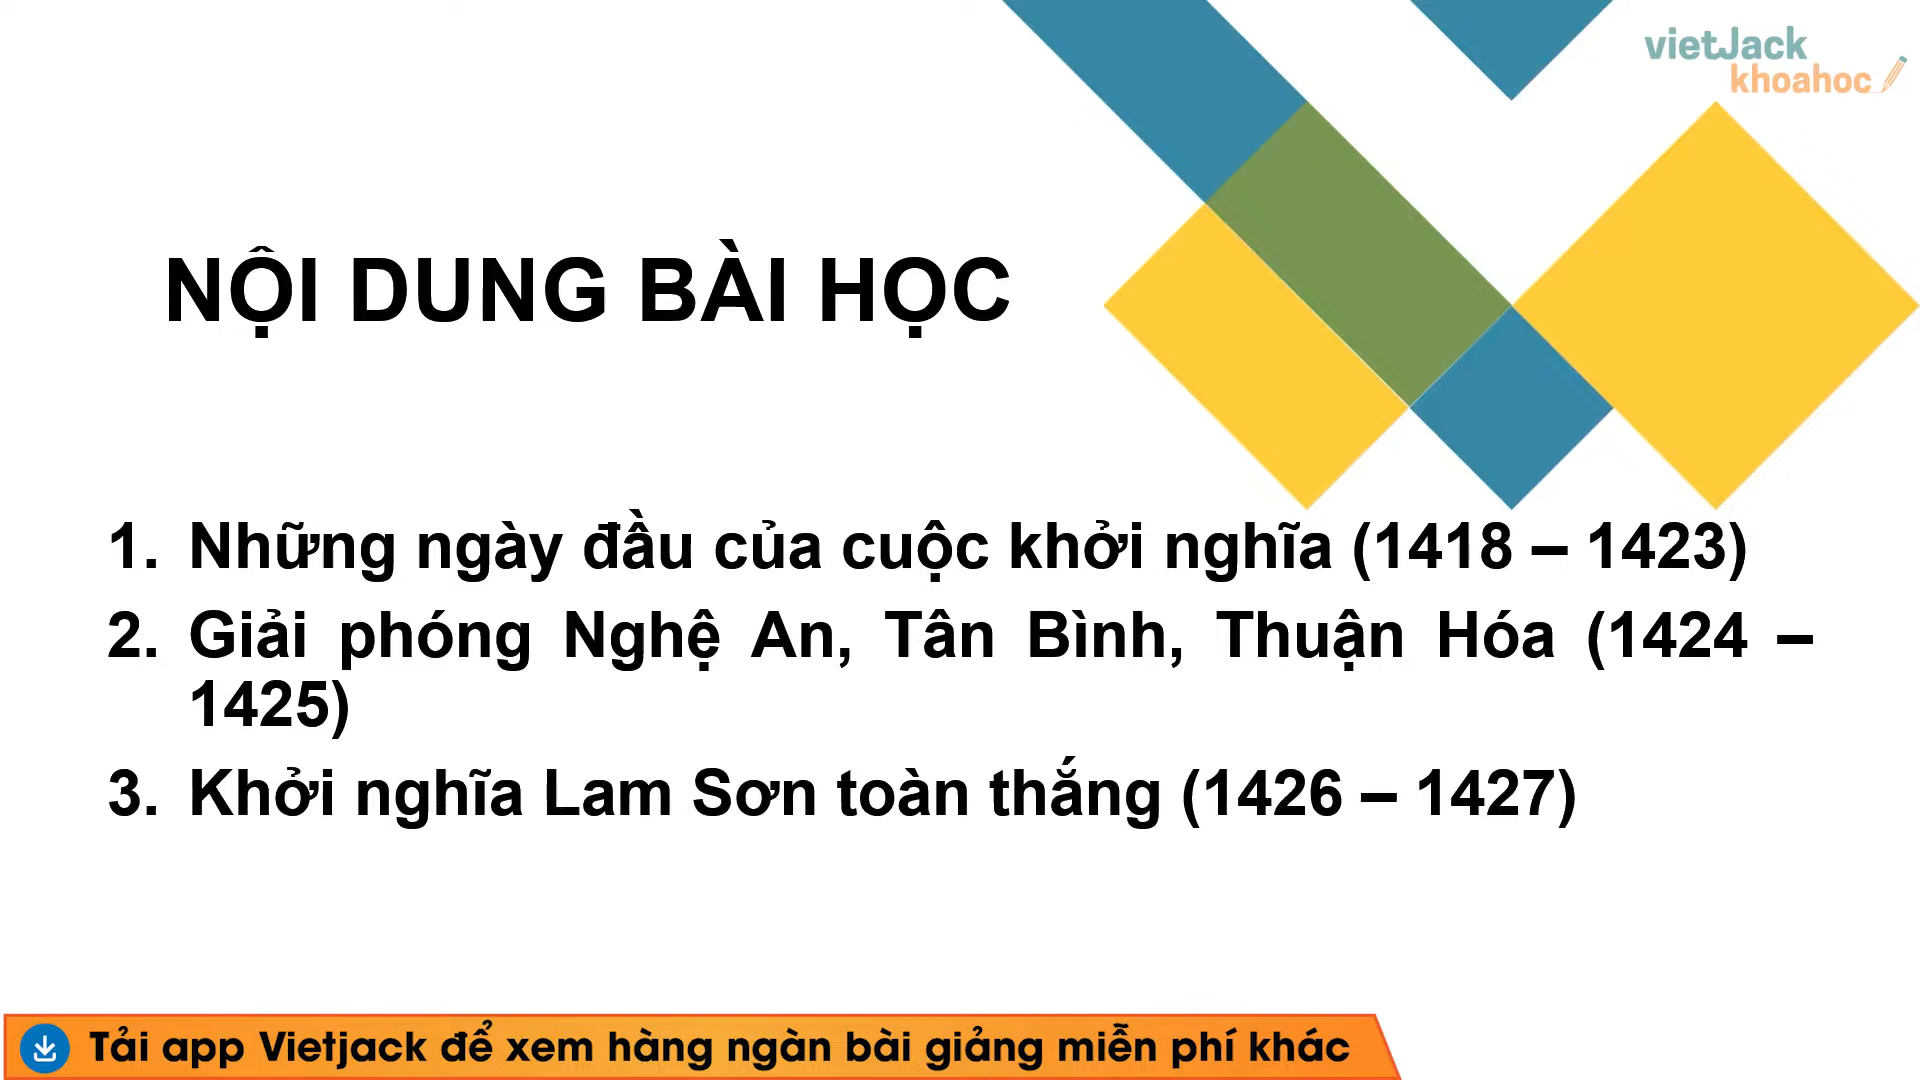 vietJack
khoahoc
NỘI DUNG BÀI HỌC
1. Những ngày đầu của cuộc khởi nghĩa (1418 – 1423)
2. Giải phóng Nghệ An, Tân Bình, Thuận Hóa (1424 –
1425)
3. Khởi nghĩa Lam Sơn toàn thắng (1426 – 1427)
Tải app Vietjack để xem hàng ngàn bài giảng miễn phí khác